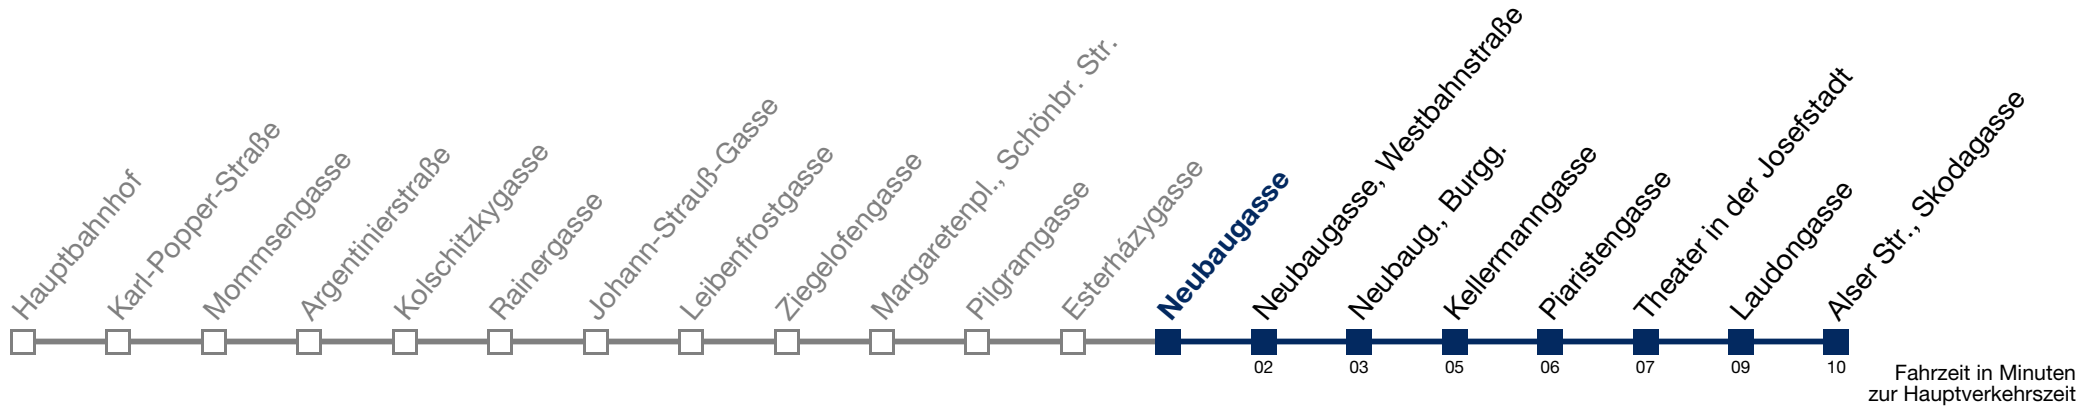 Hauptbahnhof
Karl-Popper-Straße
Mommsengasse
Argentinierstraße
Kolschitzkygasse
Rainergasse
Johann-Strauß-Gasse
Leibenfrostgasse
Ziegelofengasse
Margaretenpl., Schönbr. Str.
Pilgramgasse
Esterházygasse
Neubaugasse
Neubaugasse, Westbahnstraße
Neubaug., Burgg.
Kellermanngasse
Piaristengasse
Theater in der Josefstadt
Laudongasse
Alser Str., Skodagasse
02 03 05 06 07 09 10
Fahrzeit in Minuten
zur Hauptverkehrszeit